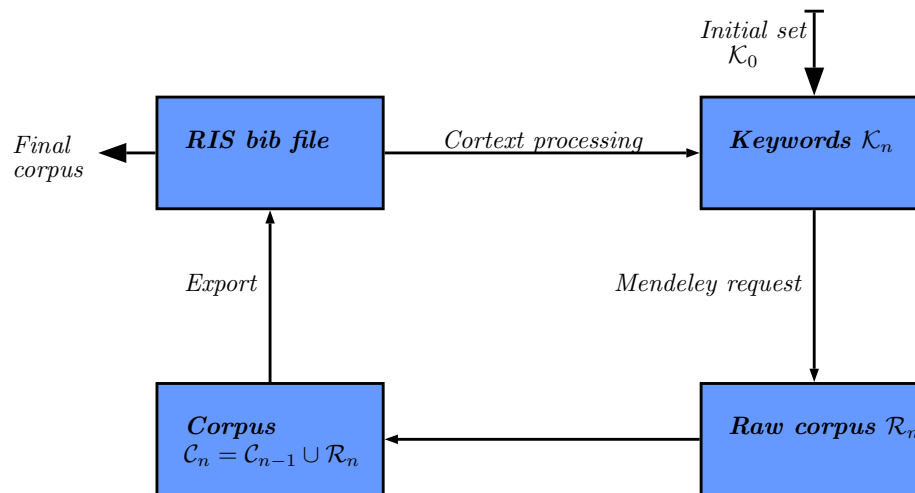 Initial set
𝒦₀
RIS bib file
Keywords 𝒦ₙ
Final
corpus
Cortext processing
Export
Mendeley request
Corpus
𝒞ₙ = 𝒞ₙ₋₁ ∪ ℛₙ
Raw corpus ℛₙ